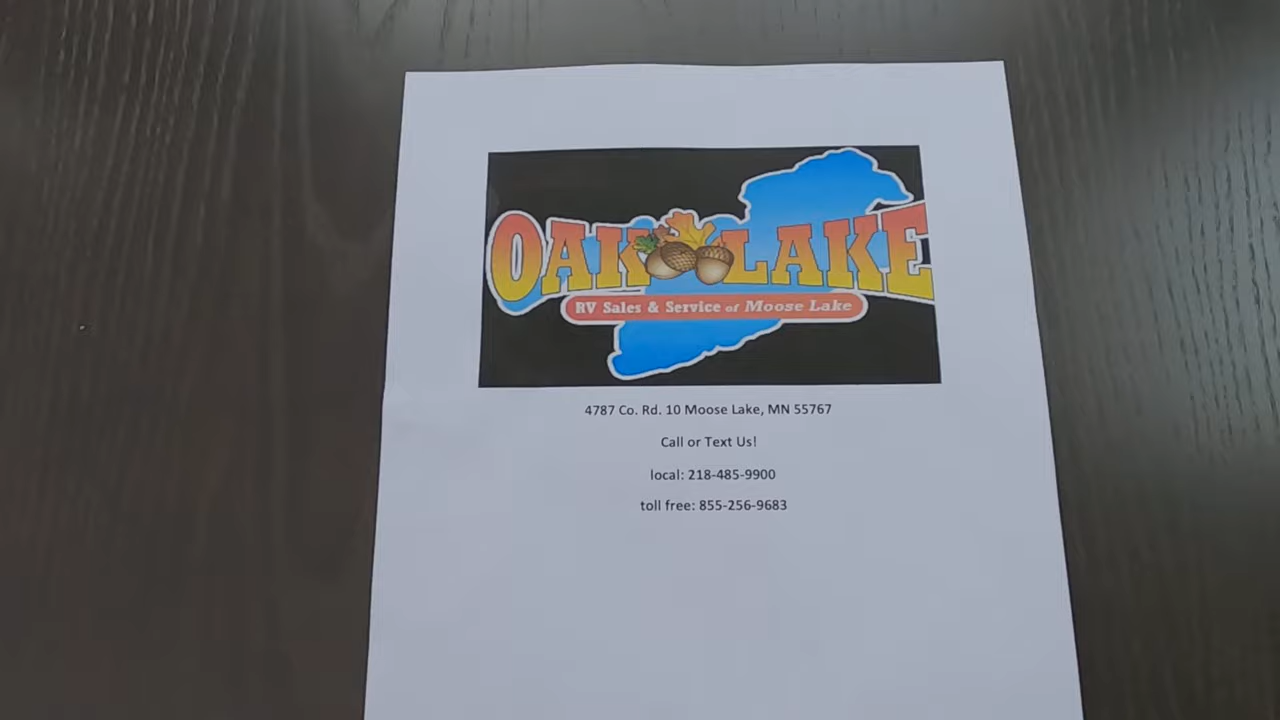 OAK LAKE
RV Sales & Service of Moose Lake
4787 Co. Rd. 10 Moose Lake, MN 55767
Call or Text Us!
local: 218-485-9900
toll free: 855-256-9683